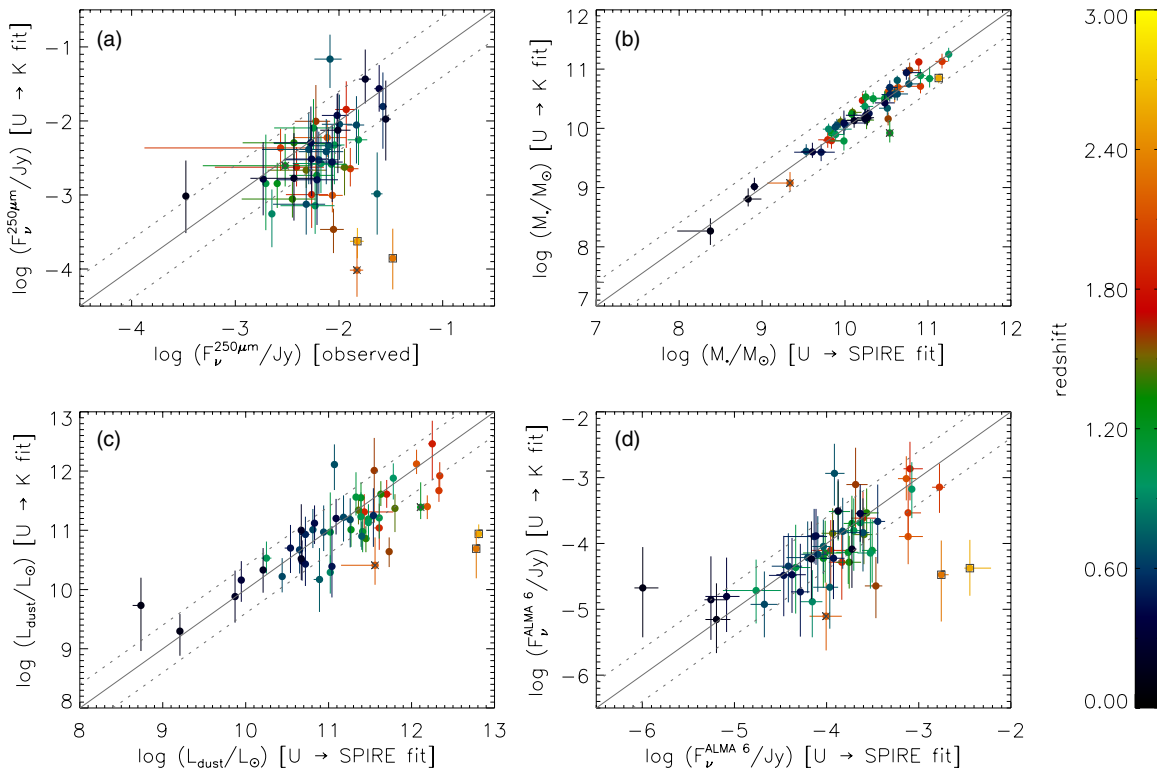 (a)
log (F_ν^250μm/Jy) [U → K fit]
−1
−2
−3
−4
−4 −3 −2 −1
log (F_ν^250μm/Jy) [observed]
(b)
log (M⋆/M⊙) [U → K fit]
12
11
10
9
8
7
7 8 9 10 11 12
log (M⋆/M⊙) [U → SPIRE fit]
(c)
log (L_dust/L⊙) [U → K fit]
13
12
11
10
9
8
8 9 10 11 12 13
log (L_dust/L⊙) [U → SPIRE fit]
(d)
log (F_ν^ALMA 6/Jy) [U → K fit]
−2
−3
−4
−5
−6
−6 −5 −4 −3 −2
log (F_ν^ALMA 6/Jy) [U → SPIRE fit]
redshift
3.00
2.40
1.80
1.20
0.60
0.00